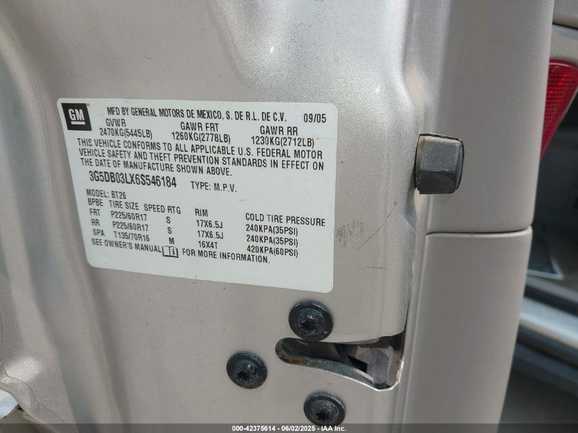 GM
MFD BY GENERAL MOTORS DE MEXICO, S. DE R.L. DE C.V. 09/05
GVWR GAWR FRT GAWR RR
2470KG(5445LB) 1260KG(2778LB) 1230KG(2712LB)
THIS VEHICLE CONFORMS TO ALL APPLICABLE U.S. FEDERAL MOTOR
VEHICLE SAFETY AND THEFT PREVENTION STANDARDS IN EFFECT ON
THE DATE OF MANUFACTURE SHOWN ABOVE.
3G5DB03LX6S546184 TYPE: M.P.V.
MODEL: BT26
BPBE TIRE SIZE SPEED RTG RIM COLD TIRE PRESSURE
FRT P225/60R17 S 17X6.5J 240KPA(35PSI)
RR P225/60R17 S 17X6.5J 240KPA(35PSI)
SPA T135/70R16 M 16X4T 420KPA(60PSI)
SEE OWNER'S MANUAL i FOR MORE INFORMATION.
000-42375614 - 06/02/2025 - IAAI.COM